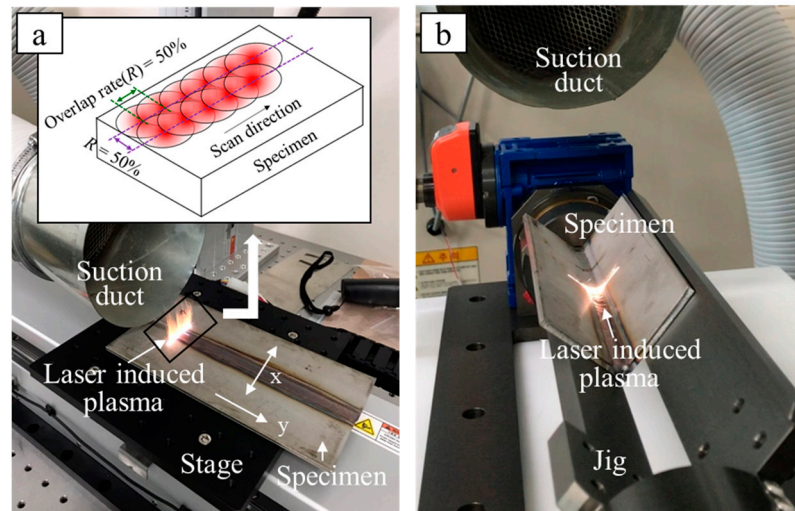 a
Overlap rate(R) = 50%
R = 50%
Scan direction
Specimen
Suction
duct
Laser induced
plasma
x
y
Stage
Specimen
b
Suction
duct
Specimen
Laser induced
plasma
Jig